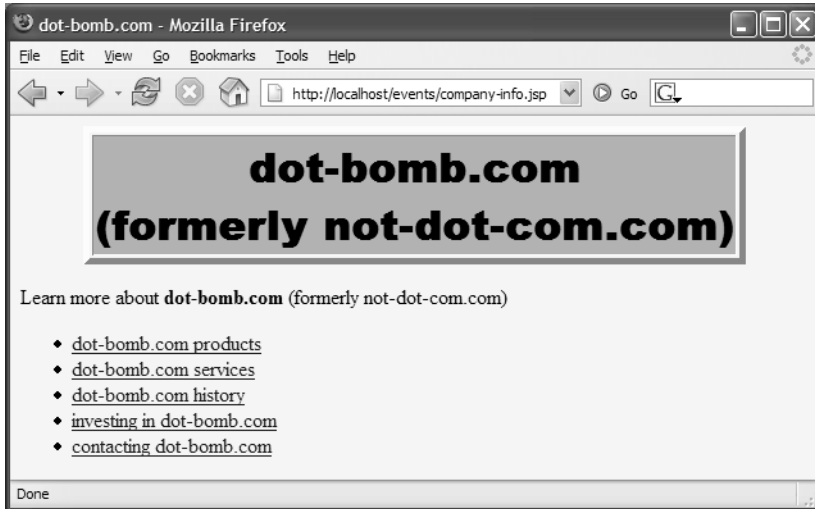 dot-bomb.com - Mozilla Firefox
File Edit View Go Bookmarks Tools Help
http://localhost/events/company-info.jsp Go G
dot-bomb.com
(formerly not-dot-com.com)
Learn more about dot-bomb.com (formerly not-dot-com.com)
dot-bomb.com products
dot-bomb.com services
dot-bomb.com history
investing in dot-bomb.com
contacting dot-bomb.com
Done